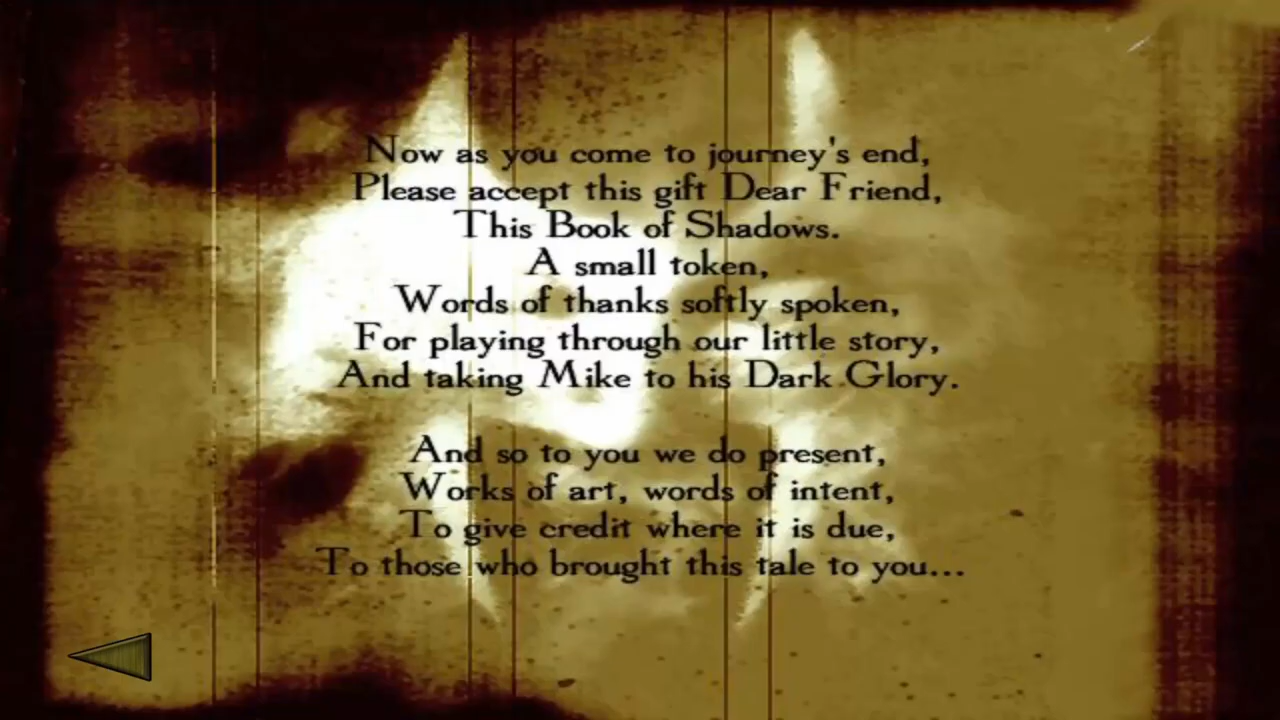 Now as you come to journey's end,
Please accept this gift Dear Friend,
This Book of Shadows.
A small token,
Words of thanks softly spoken,
For playing through our little story,
And taking Mike to his Dark Glory.
And so to you we do present,
Works of art, words of intent,
To give credit where it is due,
To those who brought this tale to you...